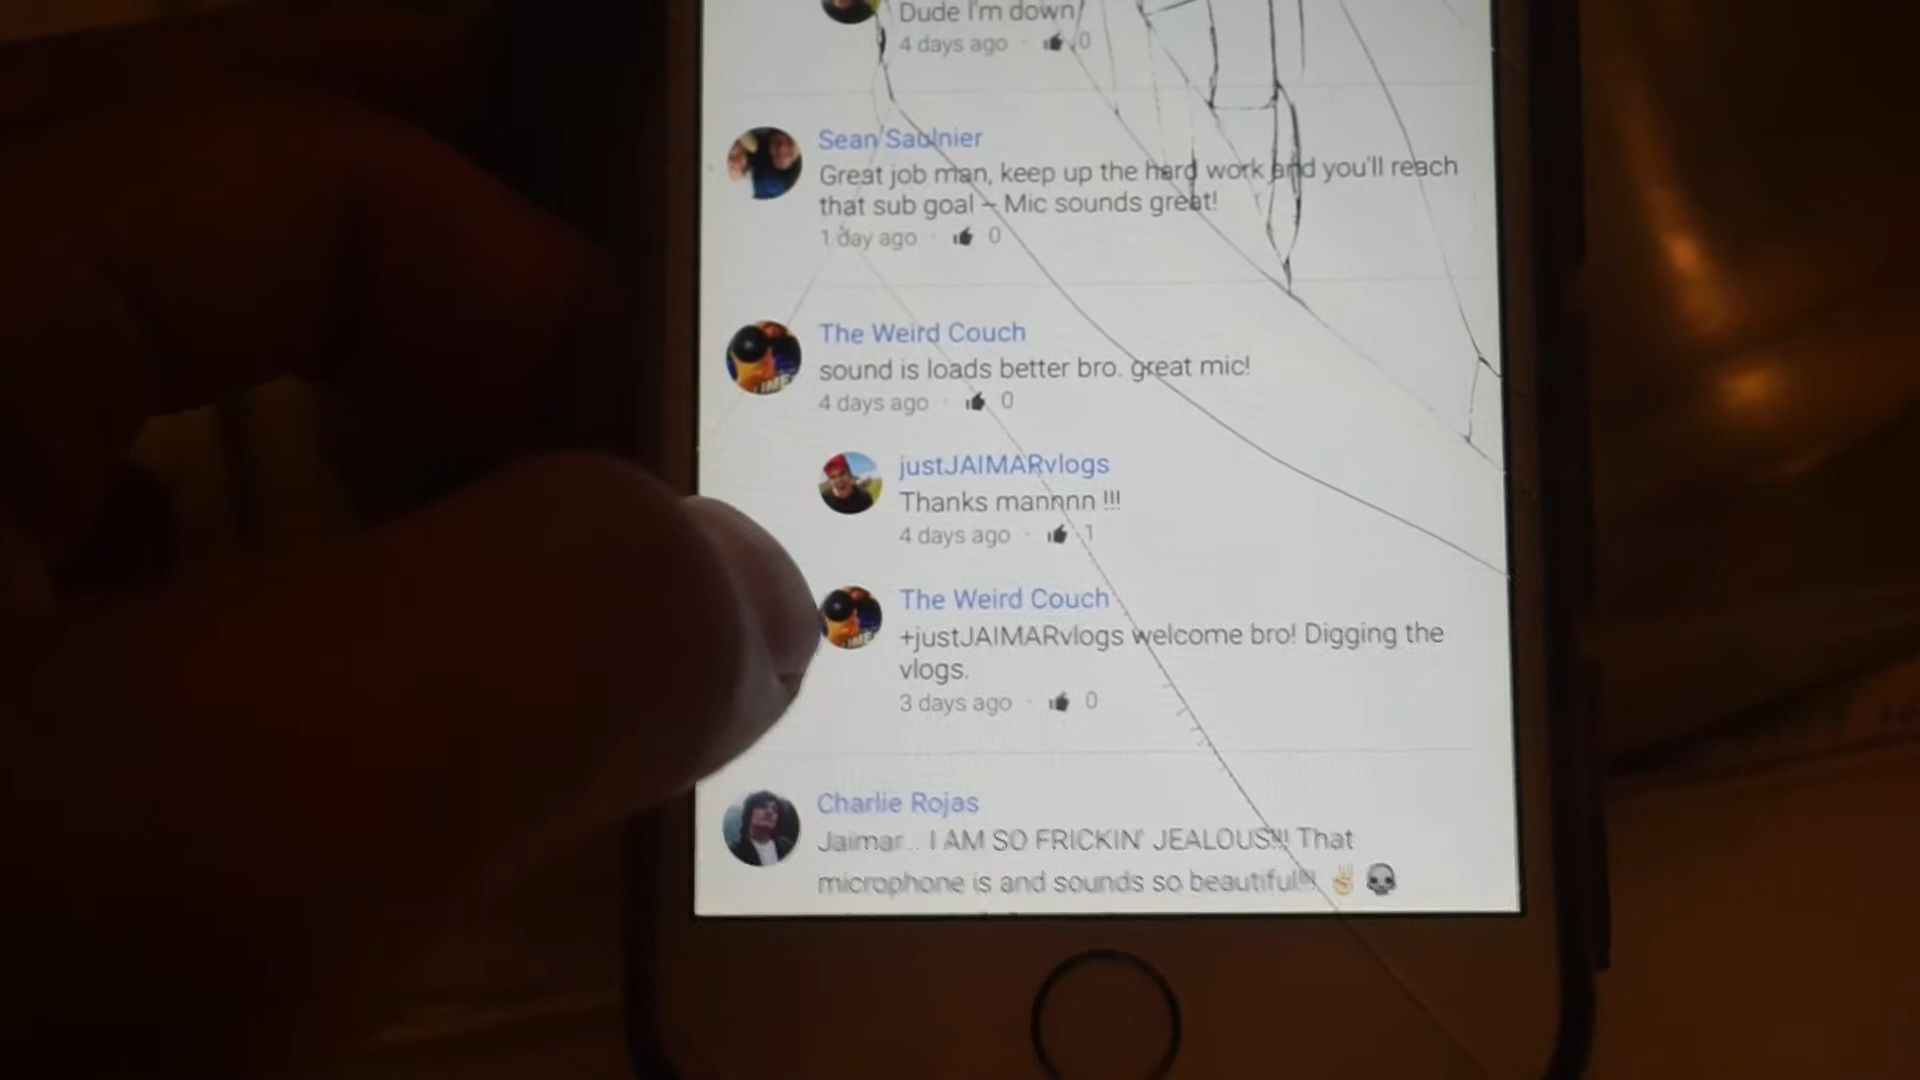 Dude I'm down
4 days ago · 0
Sean Saulnier
Great job man, keep up the hard work and you'll reach
that sub goal – Mic sounds great!
1 day ago · 0
The Weird Couch
sound is loads better bro. great mic!
4 days ago · 0
justJAIMARvlogs
Thanks mannnn !!!
4 days ago · 1
The Weird Couch
+justJAIMARvlogs welcome bro! Digging the
vlogs.
3 days ago · 0
Charlie Rojas
Jaimar.. I AM SO FRICKIN' JEALOUS!!! That
microphone is and sounds so beautiful!!! ✌🏻💀